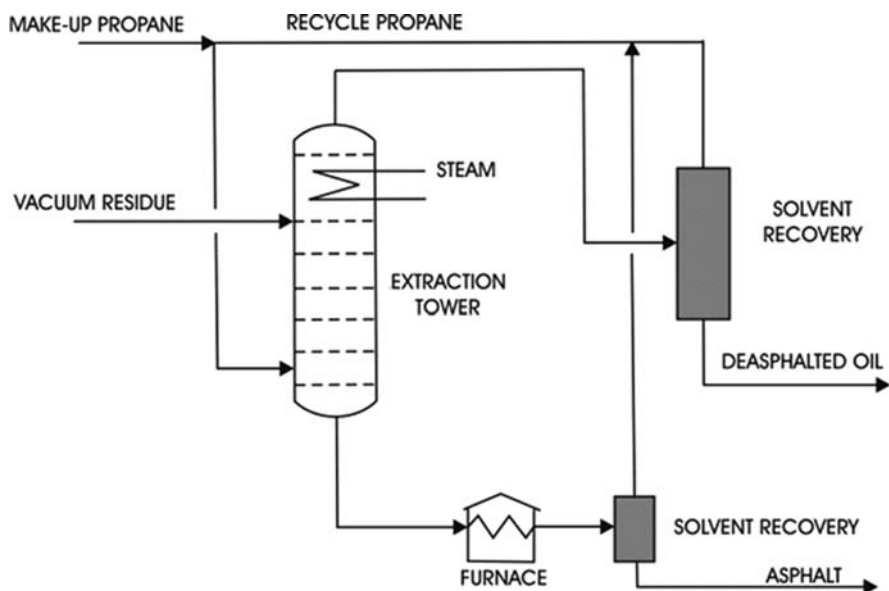 MAKE-UP PROPANE
RECYCLE PROPANE
STEAM
VACUUM RESIDUE
SOLVENT
RECOVERY
EXTRACTION
TOWER
DEASPHALTED OIL
SOLVENT RECOVERY
FURNACE
ASPHALT